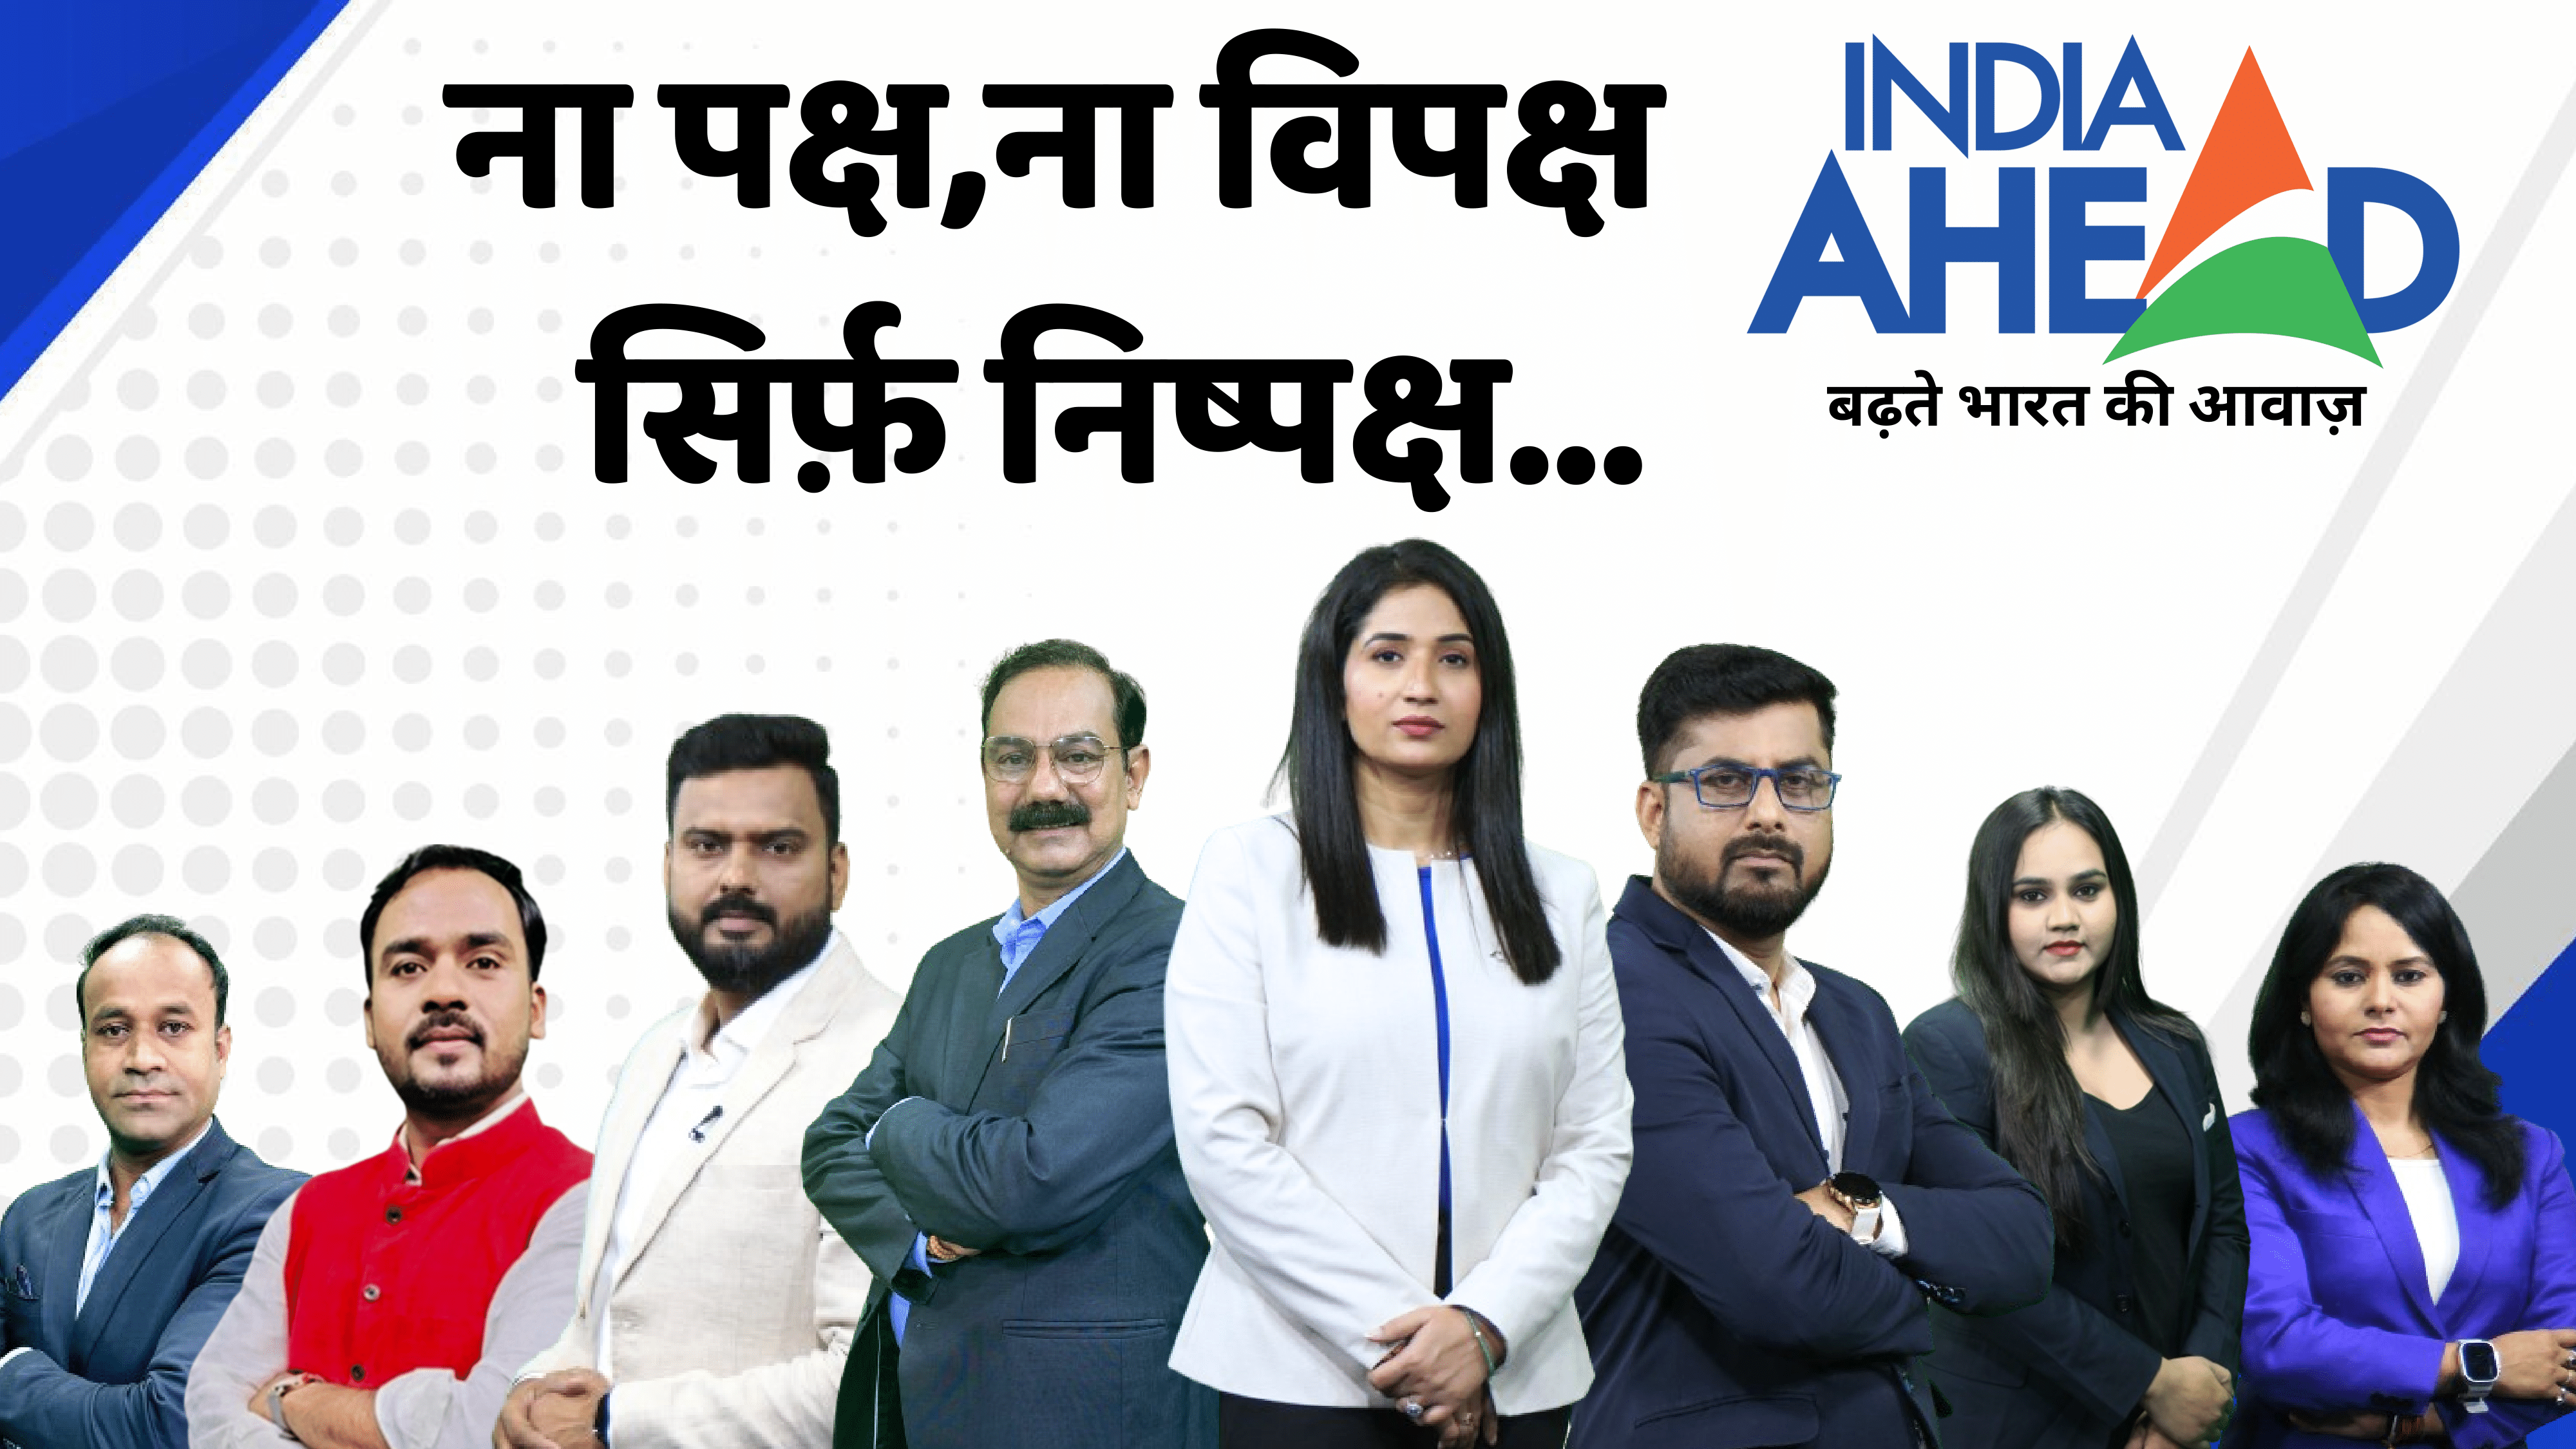 ना पक्ष,ना विपक्ष
सिर्फ़ निष्पक्ष...
INDIA
AHEAD
बढ़ते भारत की आवाज़